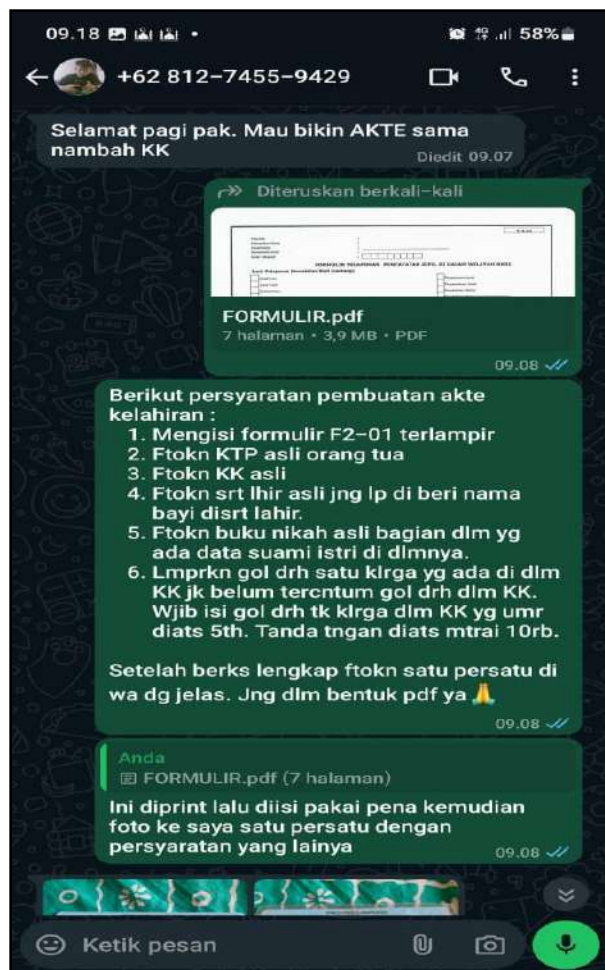 09.18
4G
58%
+62 812-7455-9429
Selamat pagi pak. Mau bikin AKTE sama
nambah KK
Diedit 09.07
Diteruskan berkali-kali
FORMULIR.pdf
7 halaman • 3,9 MB • PDF
09.08
Berikut persyaratan pembuatan akte
kelahiran :
1. Mengisi formulir F2-01 terlampir
2. Ftokn KTP asli orang tua
3. Ftokn KK asli
4. Ftokn srt lhir asli jng lp di beri nama
bayi disrt lahir.
5. Ftokn buku nikah asli bagian dlm yg
ada data suami istri di dlmnya.
6. Lmprkn gol drh satu klrga yg ada di dlm
KK jk belum tercntum gol drh dlm KK.
Wjib isi gol drh tk klrga dlm KK yg umr
diats 5th. Tanda tngan diats mtrai 10rb.
Setelah berks lengkap ftokn satu persatu di
wa dg jelas. Jng dlm bentuk pdf ya 🙏
09.08
Anda
FORMULIR.pdf (7 halaman)
Ini diprint lalu diisi pakai pena kemudian
foto ke saya satu persatu dengan
persyaratan yang lainya
09.08
Ketik pesan